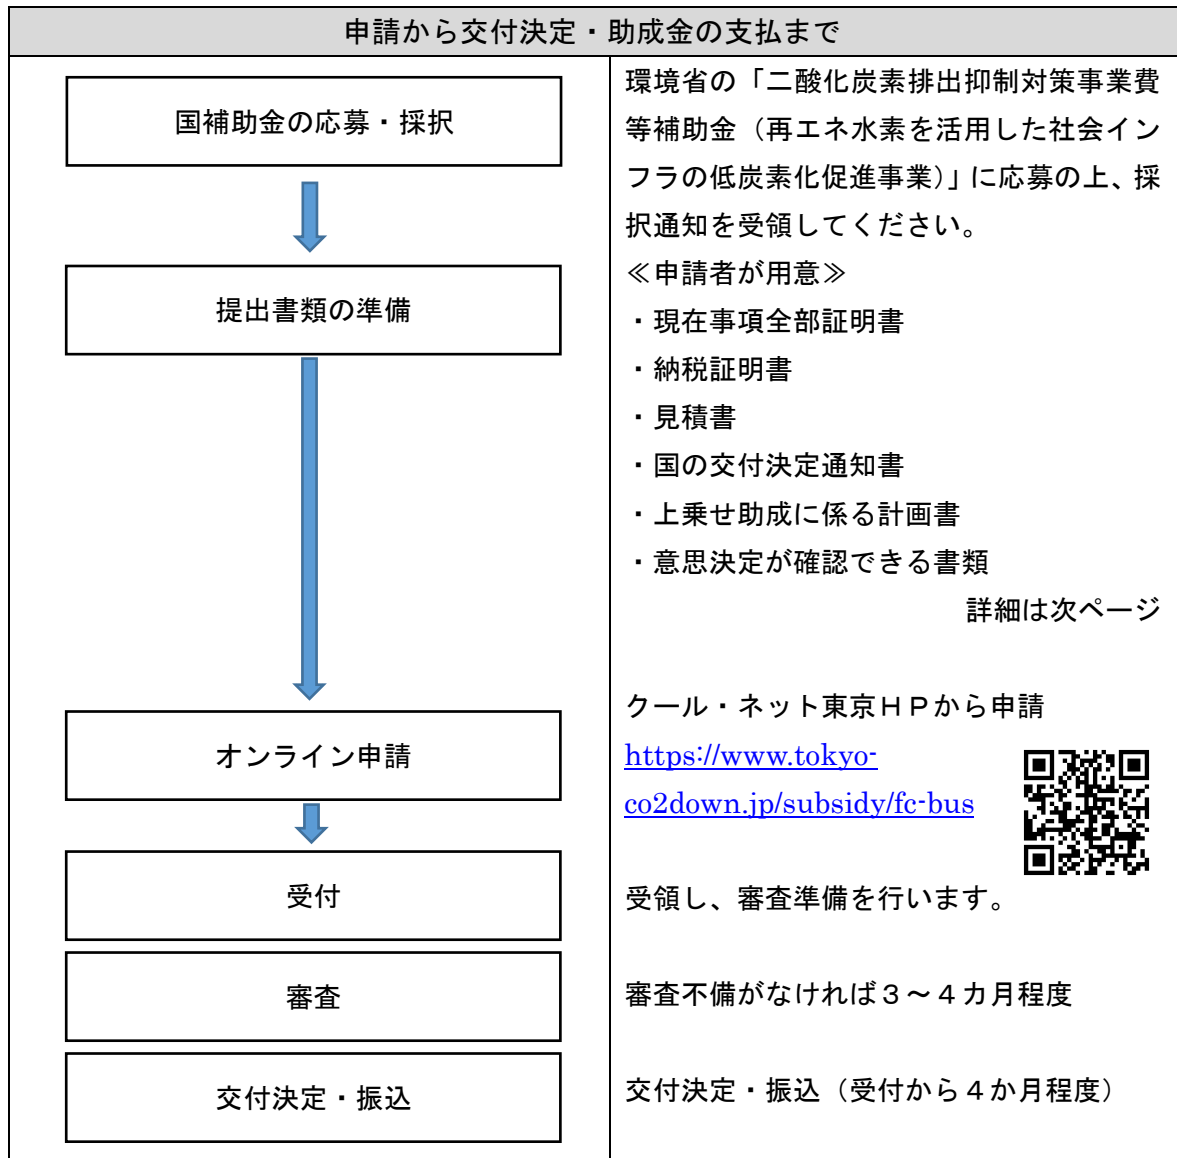 申請から交付決定・助成金の支払まで
国補助金の応募・採択
環境省の「二酸化炭素排出抑制対策事業費
等補助金（再エネ水素を活用した社会イン
フラの低炭素化促進事業）」に応募の上、採
択通知を受領してください。
提出書類の準備
≪申請者が用意≫
・現在事項全部証明書
・納税証明書
・見積書
・国の交付決定通知書
・上乗せ助成に係る計画書
・意思決定が確認できる書類
詳細は次ページ
オンライン申請
クール・ネット東京ＨＰから申請
https://www.tokyo-
co2down.jp/subsidy/fc-bus
受付
受領し、審査準備を行います。
審査
審査不備がなければ３～４カ月程度
交付決定・振込
交付決定・振込（受付から４か月程度）